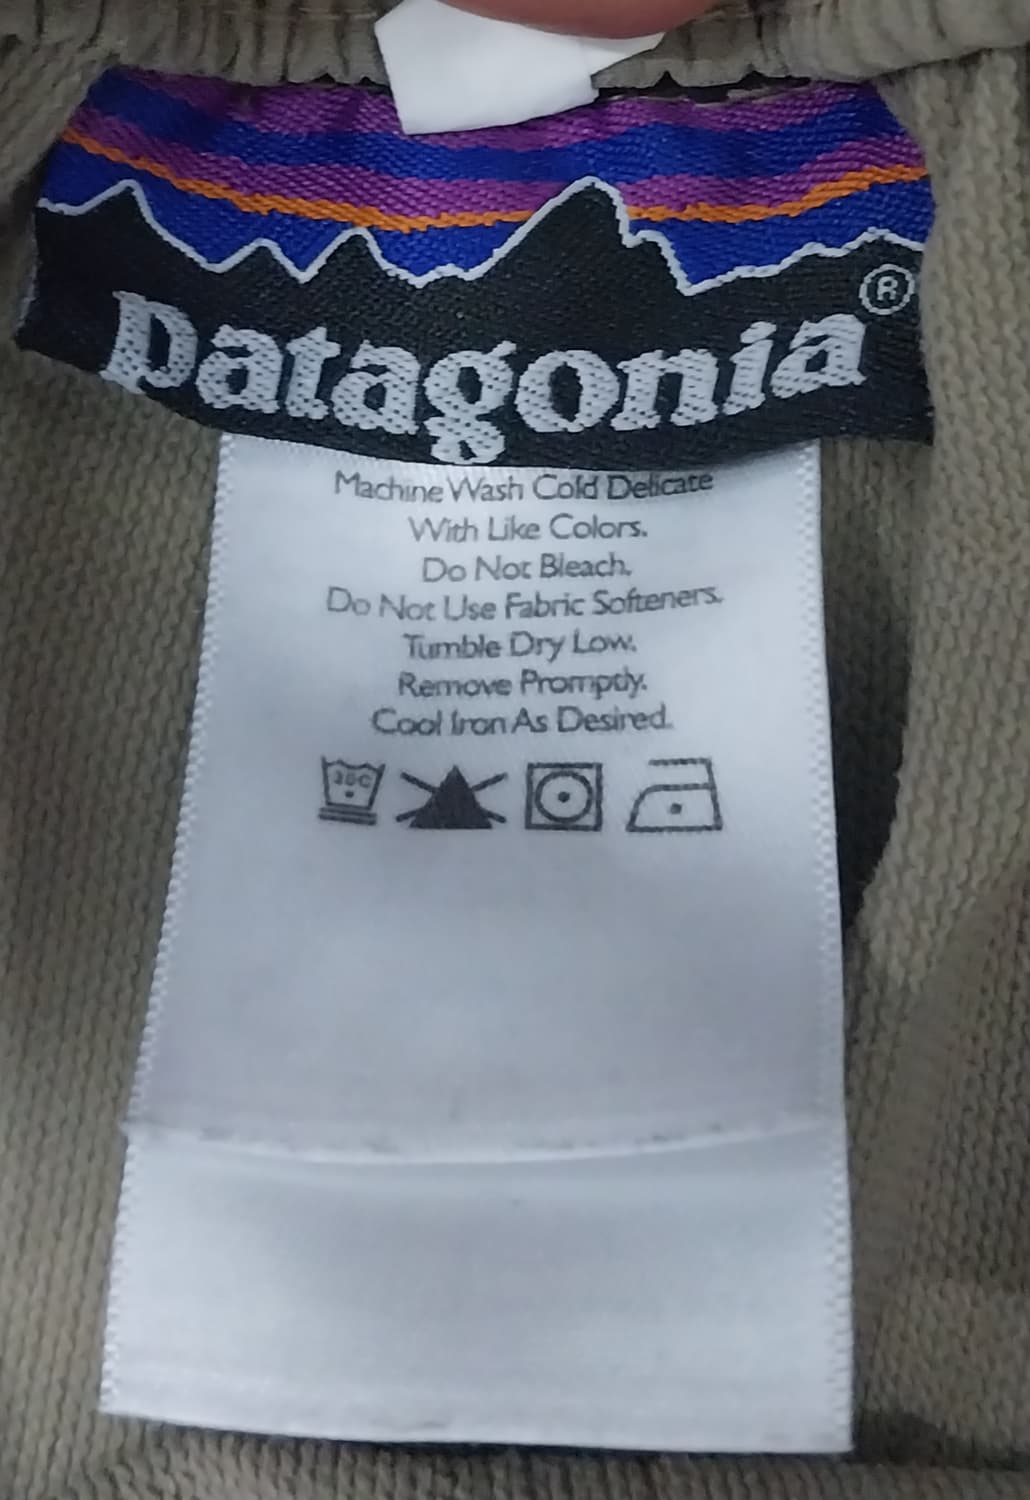 patagonia®
Machine Wash Cold Delicate
With Like Colors.
Do Not Bleach.
Do Not Use Fabric Softeners.
Tumble Dry Low.
Remove Promptly.
Cool Iron As Desired.
30C